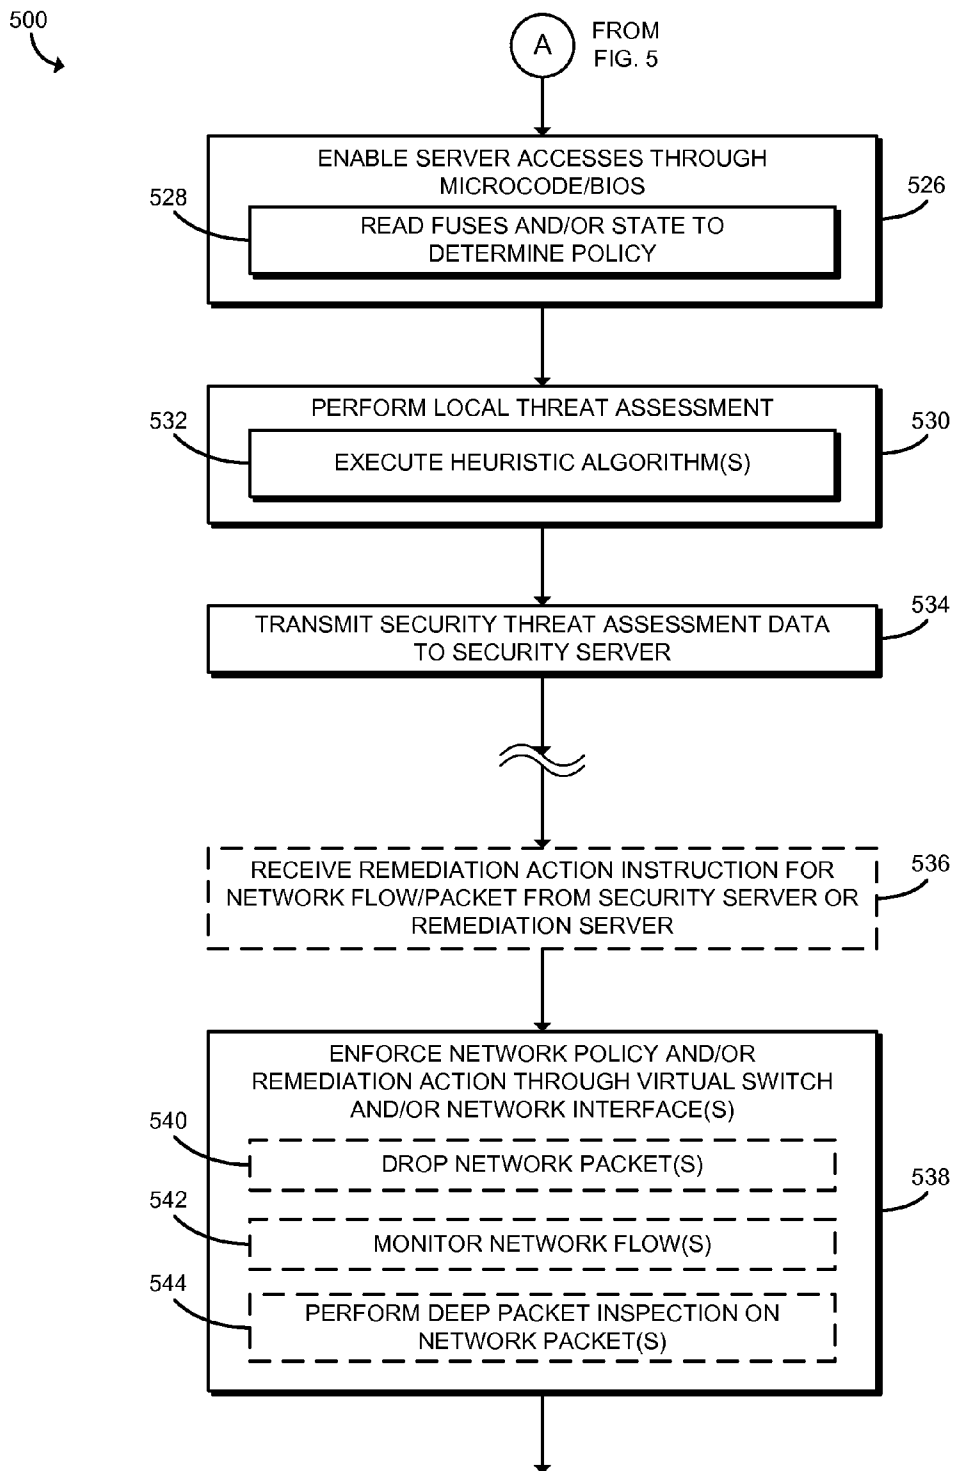 500
A
FROM
FIG. 5
ENABLE SERVER ACCESSES THROUGH
MICROCODE/BIOS
526
528
READ FUSES AND/OR STATE TO
DETERMINE POLICY
PERFORM LOCAL THREAT ASSESSMENT
530
532
EXECUTE HEURISTIC ALGORITHM(S)
534
TRANSMIT SECURITY THREAT ASSESSMENT DATA
TO SECURITY SERVER
RECEIVE REMEDIATION ACTION INSTRUCTION FOR
NETWORK FLOW/PACKET FROM SECURITY SERVER OR
REMEDIATION SERVER
536
ENFORCE NETWORK POLICY AND/OR
REMEDIATION ACTION THROUGH VIRTUAL SWITCH
AND/OR NETWORK INTERFACE(S)
540
DROP NETWORK PACKET(S)
538
542
MONITOR NETWORK FLOW(S)
544
PERFORM DEEP PACKET INSPECTION ON
NETWORK PACKET(S)